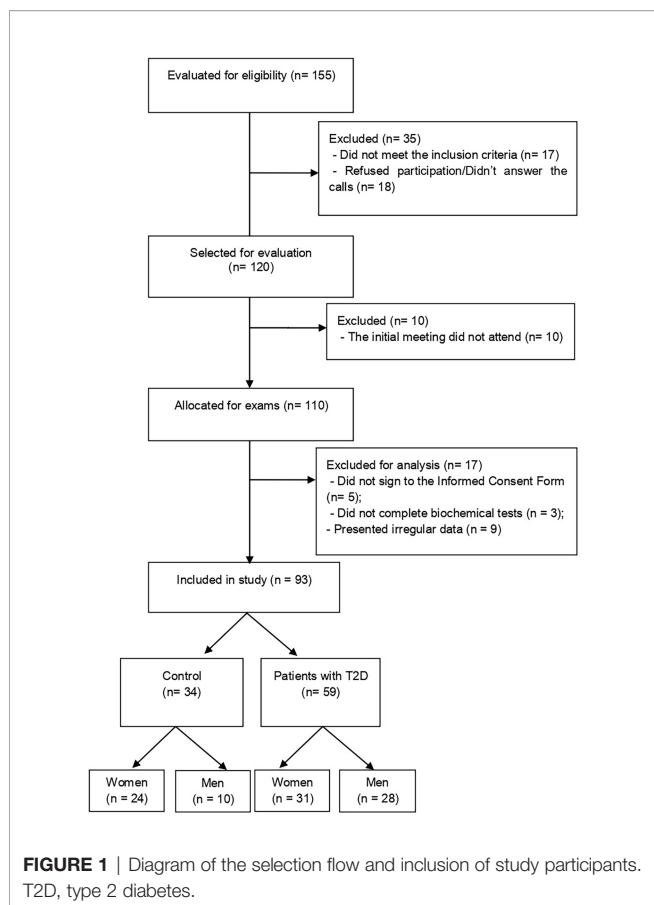 Evaluated for eligibility (n= 155)
Excluded (n= 35)
- Did not meet the inclusion criteria (n= 17)
- Refused participation/Didn't answer the
calls (n= 18)
Selected for evaluation
(n= 120)
Excluded (n= 10)
- The initial meeting did not attend (n= 10)
Allocated for exams (n= 110)
Excluded for analysis (n= 17)
- Did not sign to the Informed Consent Form
(n= 5);
- Did not complete biochemical tests (n = 3);
- Presented irregular data (n = 9)
Included in study (n = 93)
Control
(n= 34)
Patients with T2D
(n= 59)
Women
(n = 24)
Men
(n = 10)
Women
(n = 31)
Men
(n = 28)
FIGURE 1 | Diagram of the selection flow and inclusion of study participants.
T2D, type 2 diabetes.